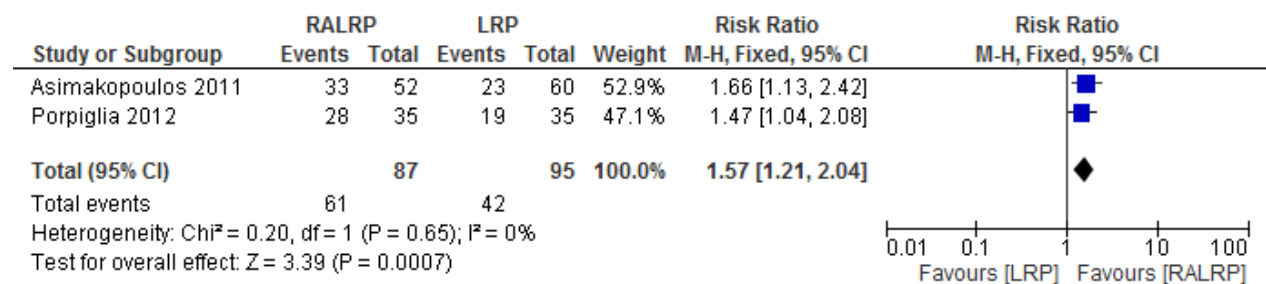 RALRP LRP Risk Ratio Risk Ratio
Study or Subgroup Events Total Events Total Weight M-H, Fixed, 95% CI M-H, Fixed, 95% CI
Asimakopoulos 2011 33 52 23 60 52.9% 1.66 [1.13, 2.42]
Porpiglia 2012 28 35 19 35 47.1% 1.47 [1.04, 2.08]
Total (95% CI) 87 95 100.0% 1.57 [1.21, 2.04]
Total events 61 42
Heterogeneity: Chi² = 0.20, df = 1 (P = 0.65); I² = 0%
Test for overall effect: Z = 3.39 (P = 0.0007)
0.01 0.1 1 10 100
Favours [LRP] Favours [RALRP]